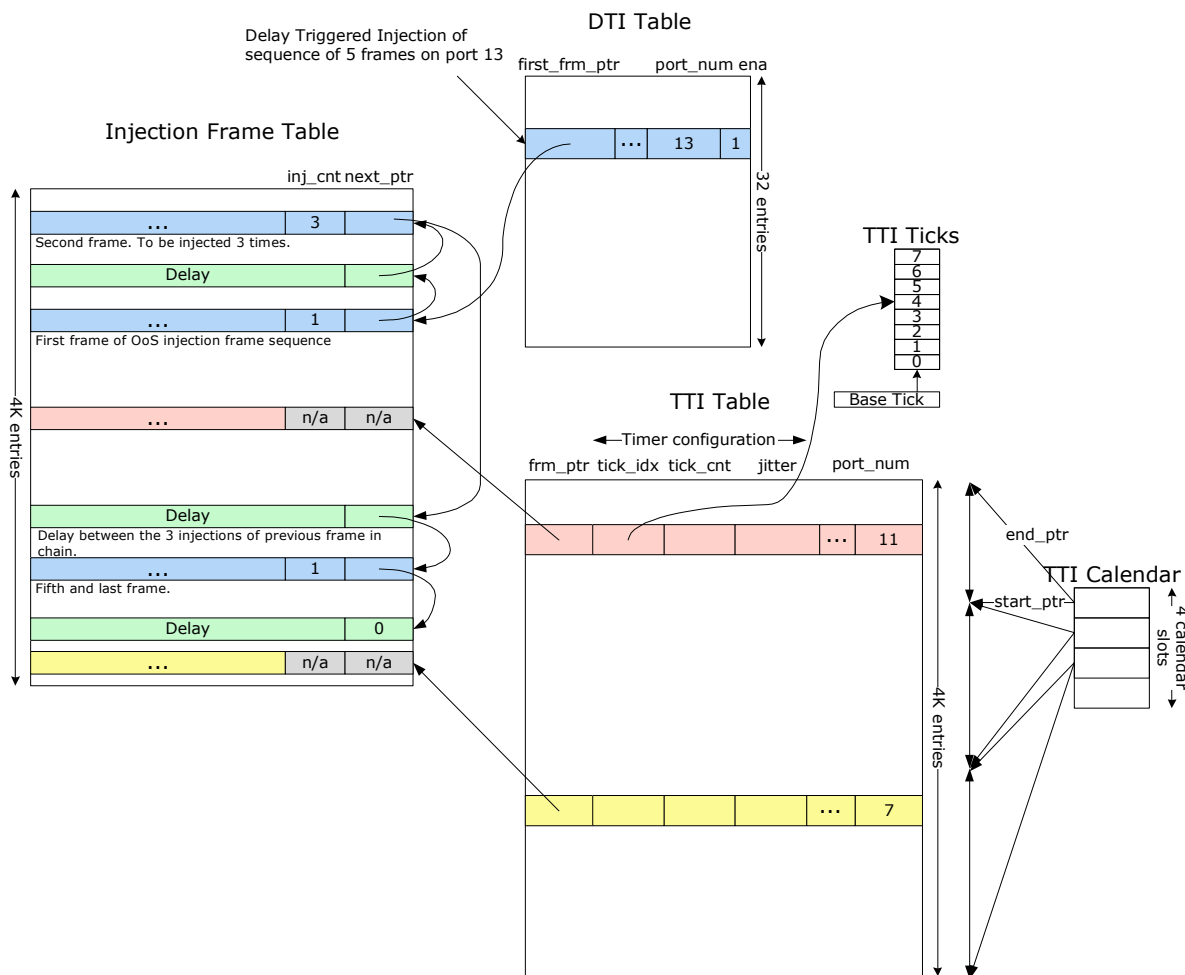 DTI Table
Delay Triggered Injection of
sequence of 5 frames on port 13
first_frm_ptr port_num ena
... 13 1
32 entries
Injection Frame Table
inj_cnt next_ptr
... 3
Second frame. To be injected 3 times.
Delay
... 1
First frame of OoS injection frame sequence
... n/a n/a
Delay
Delay between the 3 injections of previous frame in
chain.
... 1
Fifth and last frame.
Delay 0
... n/a n/a
4K entries
TTI Ticks
7
6
5
4
3
2
1
0
Base Tick
TTI Table
Timer configuration
frm_ptr tick_idx tick_cnt jitter port_num
... 11
... 7
4K entries
end_ptr
start_ptr
TTI Calendar
4 calendar
slots